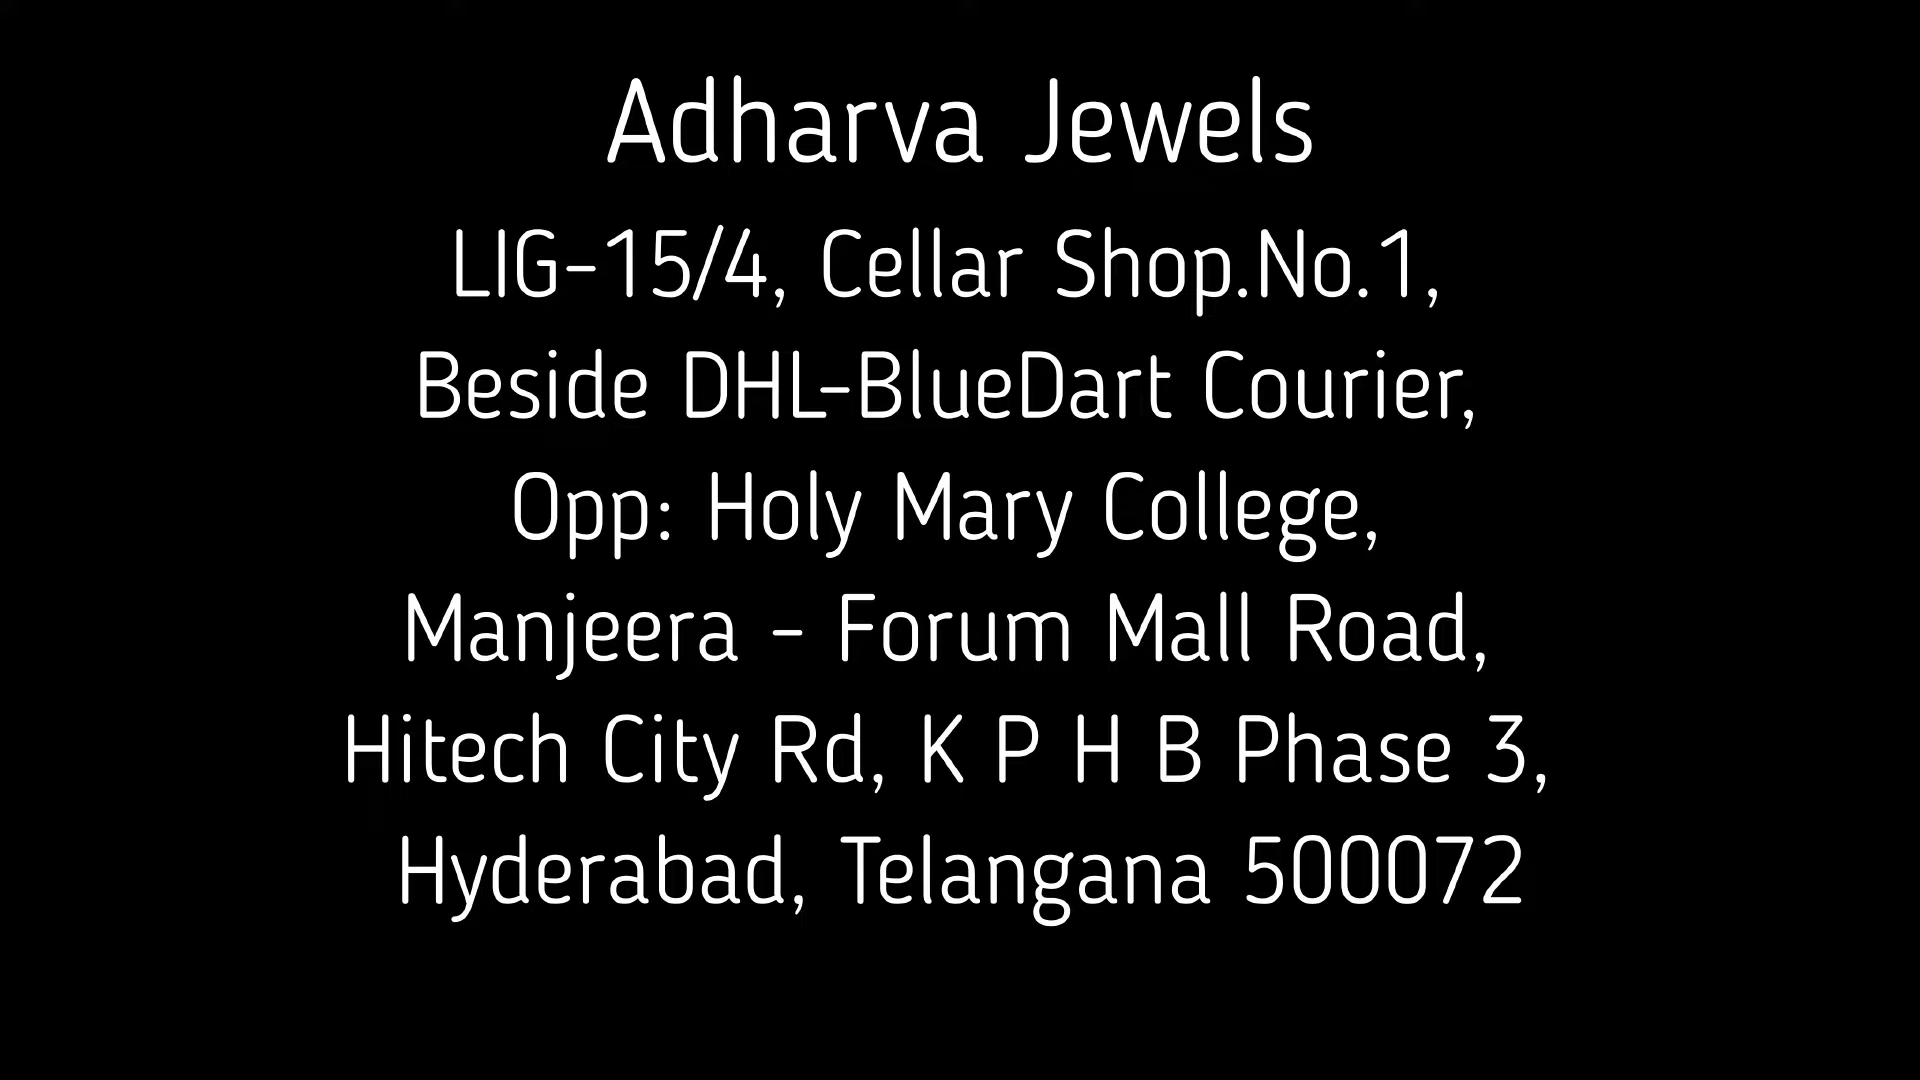 Adharva Jewels
LIG-15/4, Cellar Shop.No.1,
Beside DHL-BlueDart Courier,
Opp: Holy Mary College,
Manjeera - Forum Mall Road,
Hitech City Rd, K P H B Phase 3,
Hyderabad, Telangana 500072